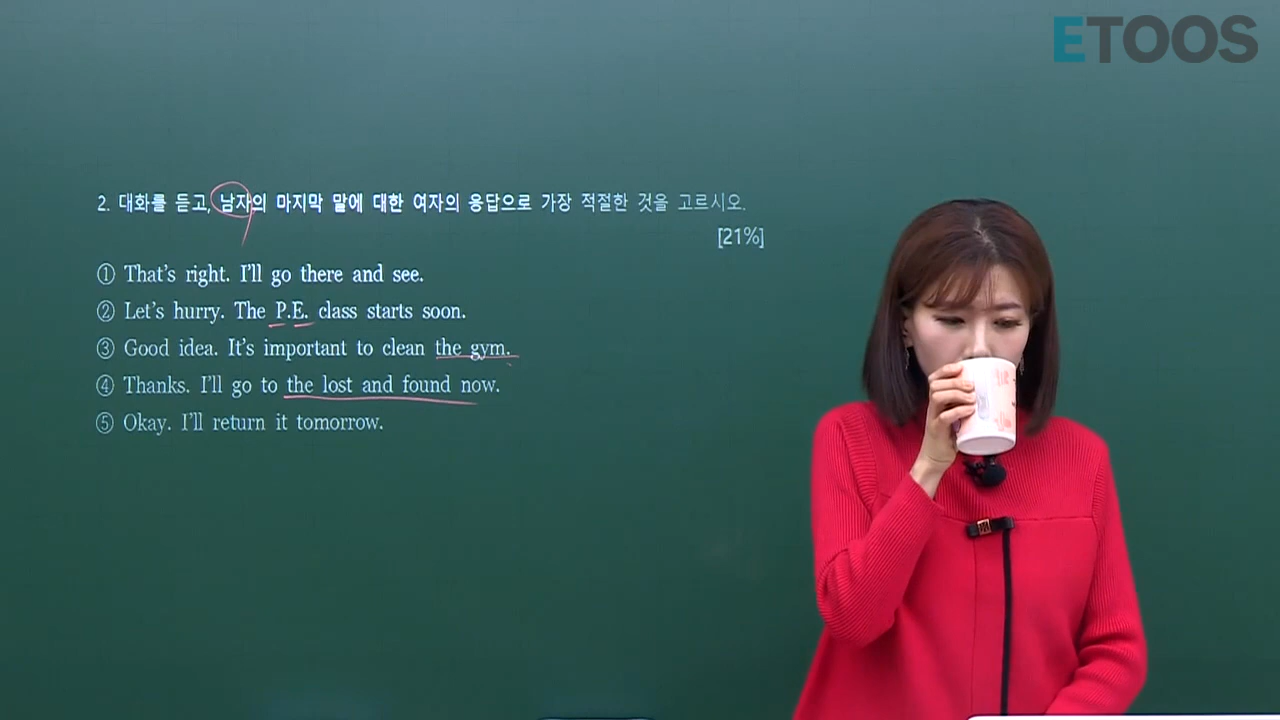 ETOOS
2. 대화를 듣고, 남자의 마지막 말에 대한 여자의 응답으로 가장 적절한 것을 고르시오.
[21%]
① That's right. I'll go there and see.
② Let's hurry. The P.E. class starts soon.
③ Good idea. It's important to clean the gym.
④ Thanks. I'll go to the lost and found now.
⑤ Okay. I'll return it tomorrow.